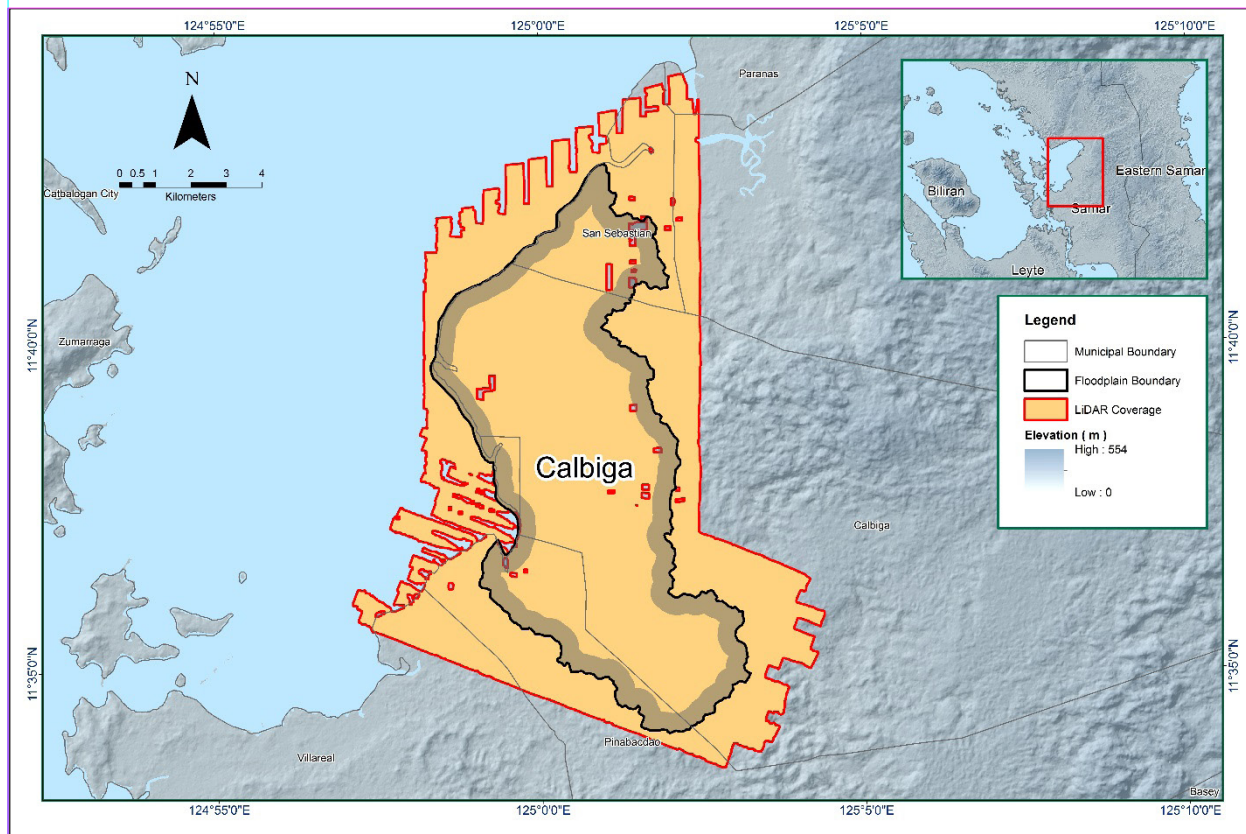 124°55'0"E
125°0'0"E
125°5'0"E
125°10'0"E
N
0 0.5 1 2 3 4
Kilometers
Paranas
Catbalogan City
Biliran
Eastern Samar
Samar
Leyte
San Sebastian
11°40'0"N
11°40'0"N
Zumarraga
Legend
Municipal Boundary
Floodplain Boundary
LiDAR Coverage
Elevation ( m )
High : 554
Low : 0
Calbiga
Calbiga
11°35'0"N
11°35'0"N
Pinabacdao
Villareal
Basey
124°55'0"E
125°0'0"E
125°5'0"E
125°10'0"E